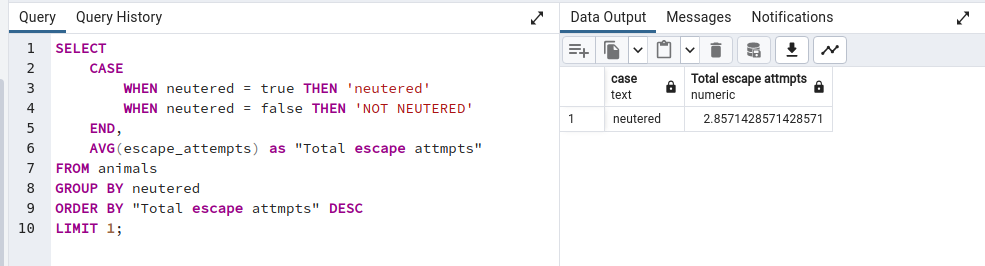 Query Query History
1 SELECT
2 CASE
3 WHEN neutered = true THEN 'neutered'
4 WHEN neutered = false THEN 'NOT NEUTERED'
5 END,
6 AVG(escape_attempts) as "Total escape attmpts"
7 FROM animals
8 GROUP BY neutered
9 ORDER BY "Total escape attmpts" DESC
10 LIMIT 1;
Data Output Messages Notifications
case Total escape attmpts
text numeric
1 neutered 2.8571428571428571